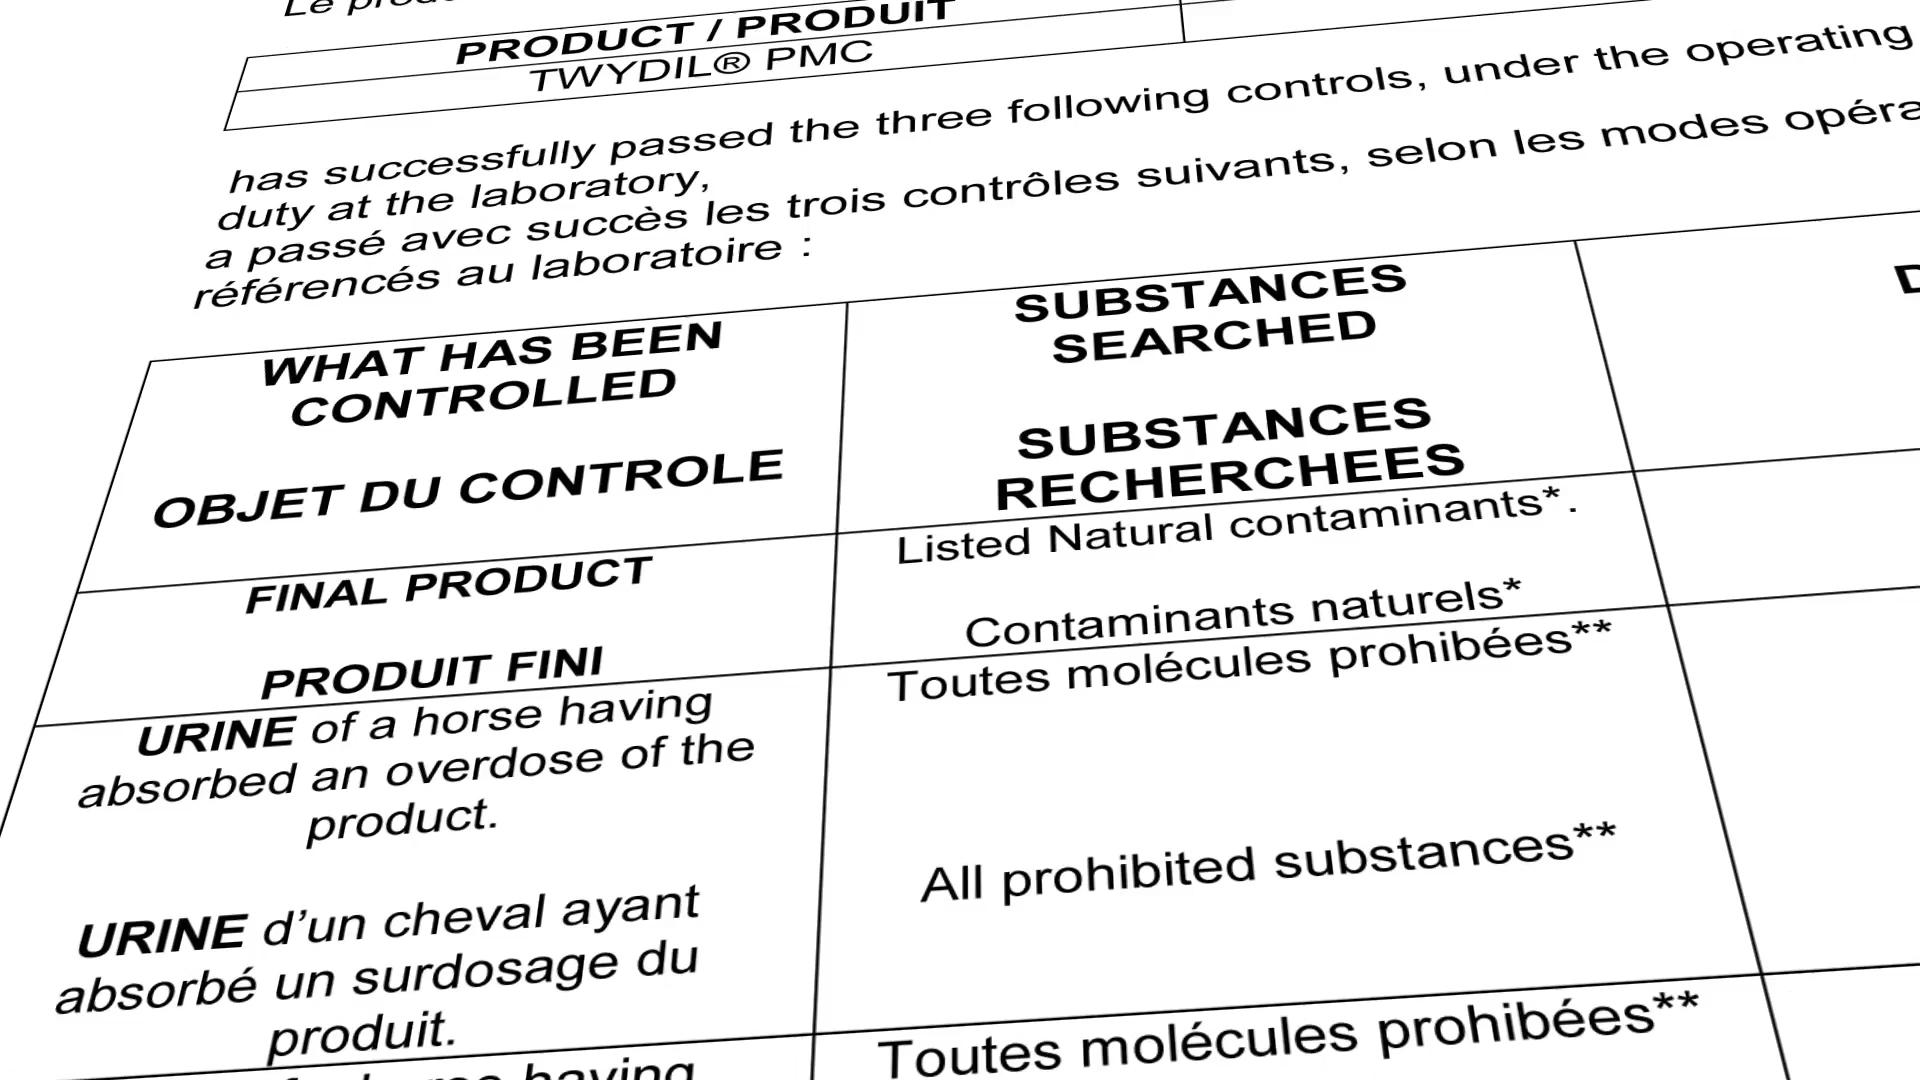 Le
PRODUCT / PRODUIT
TWYDIL® PMC
has successfully passed the three following controls, under the operating
duty at the laboratory,
a passé avec succès les trois contrôles suivants, selon les modes
référencés au laboratoire :
WHAT HAS BEEN
CONTROLLED
OBJET DU CONTROLE
SUBSTANCES
SEARCHED
SUBSTANCES
RECHERCHEES
FINAL PRODUCT
PRODUIT FINI
Listed Natural contaminants*.
Contaminants naturels*
URINE of a horse having
absorbed an overdose of the
product.
URINE d’un cheval ayant
absorbé un surdosage du
produit.
Toutes molécules prohibées**
All prohibited substances**
having
Toutes molécules prohibées**